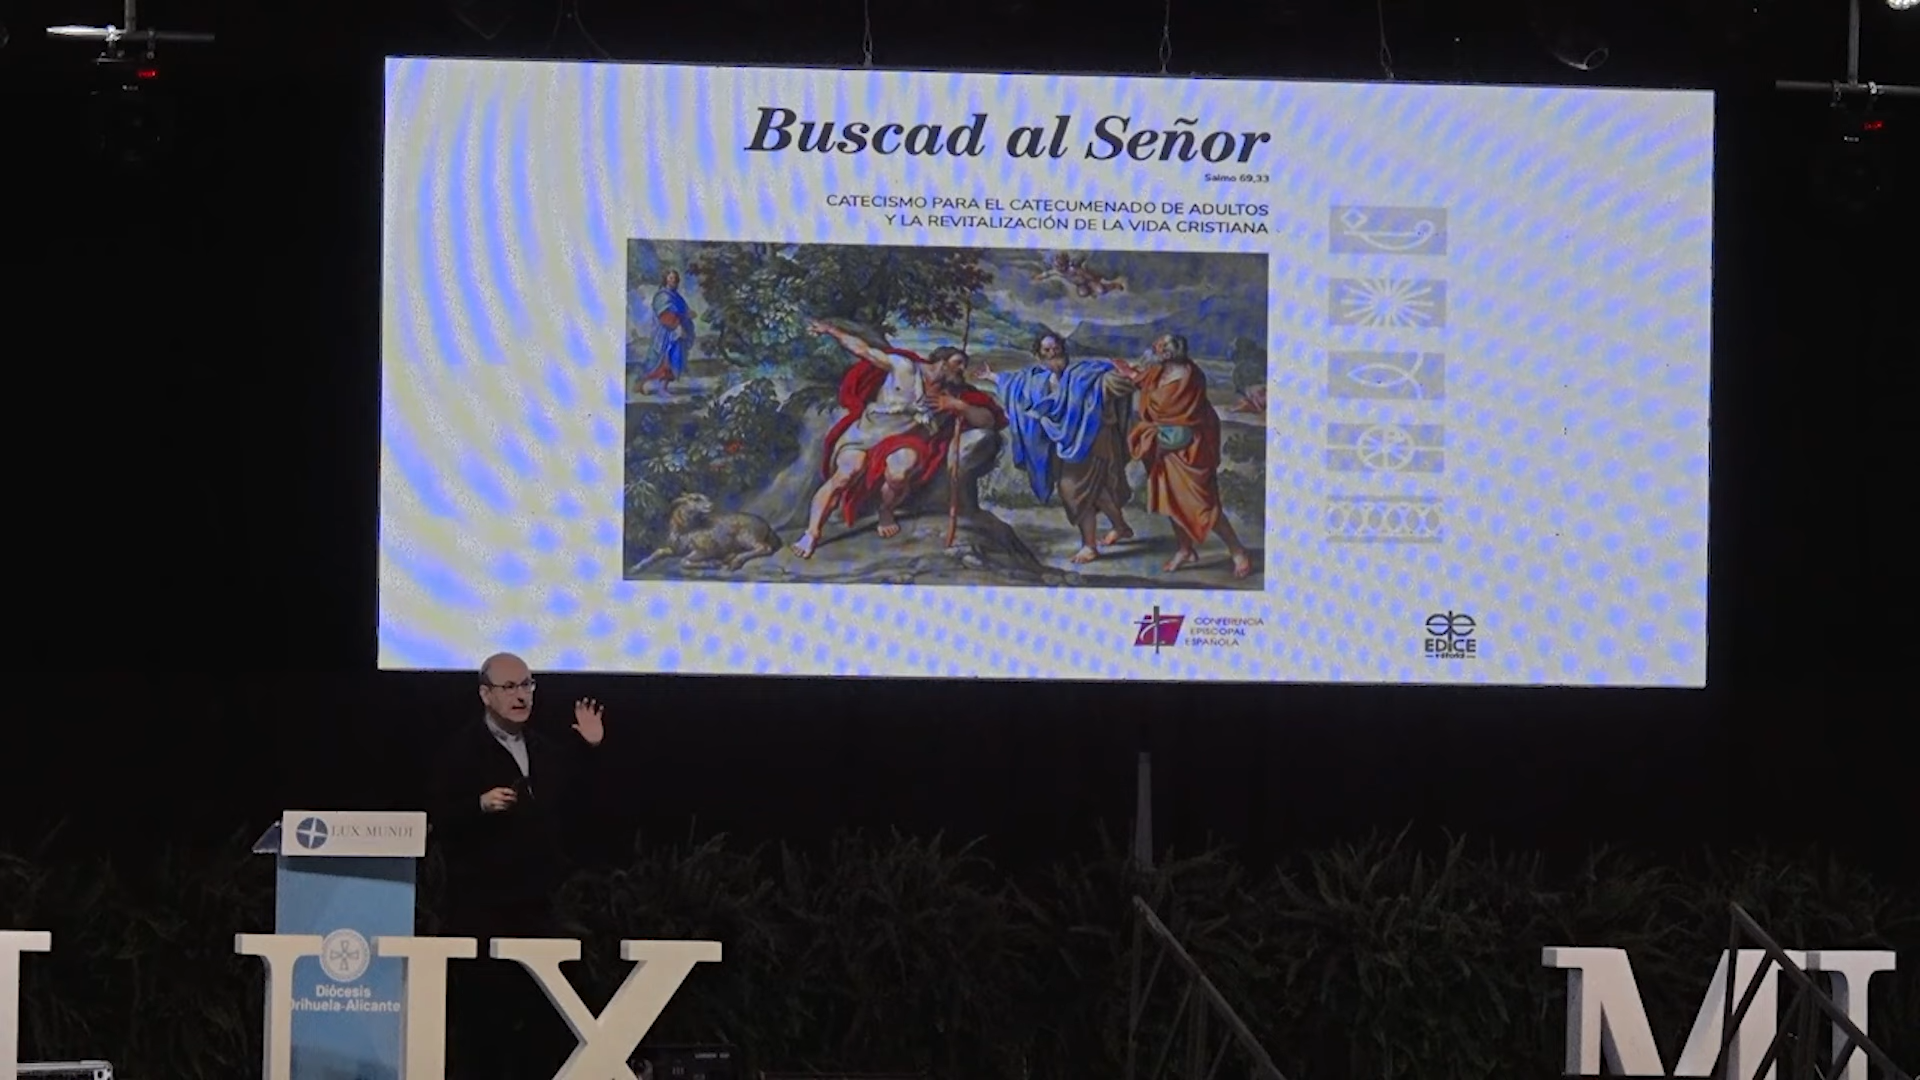 Buscad al Señor
Salmo 69,33
CATECISMO PARA EL CATECUMENADO DE ADULTOS
Y LA REVITALIZACIÓN DE LA VIDA CRISTIANA
CONFERENCIA
EPISCOPAL
ESPAÑOLA
EDICE
LUX MUNDI
Diócesis
Orihuela-Alicante
LUX MU